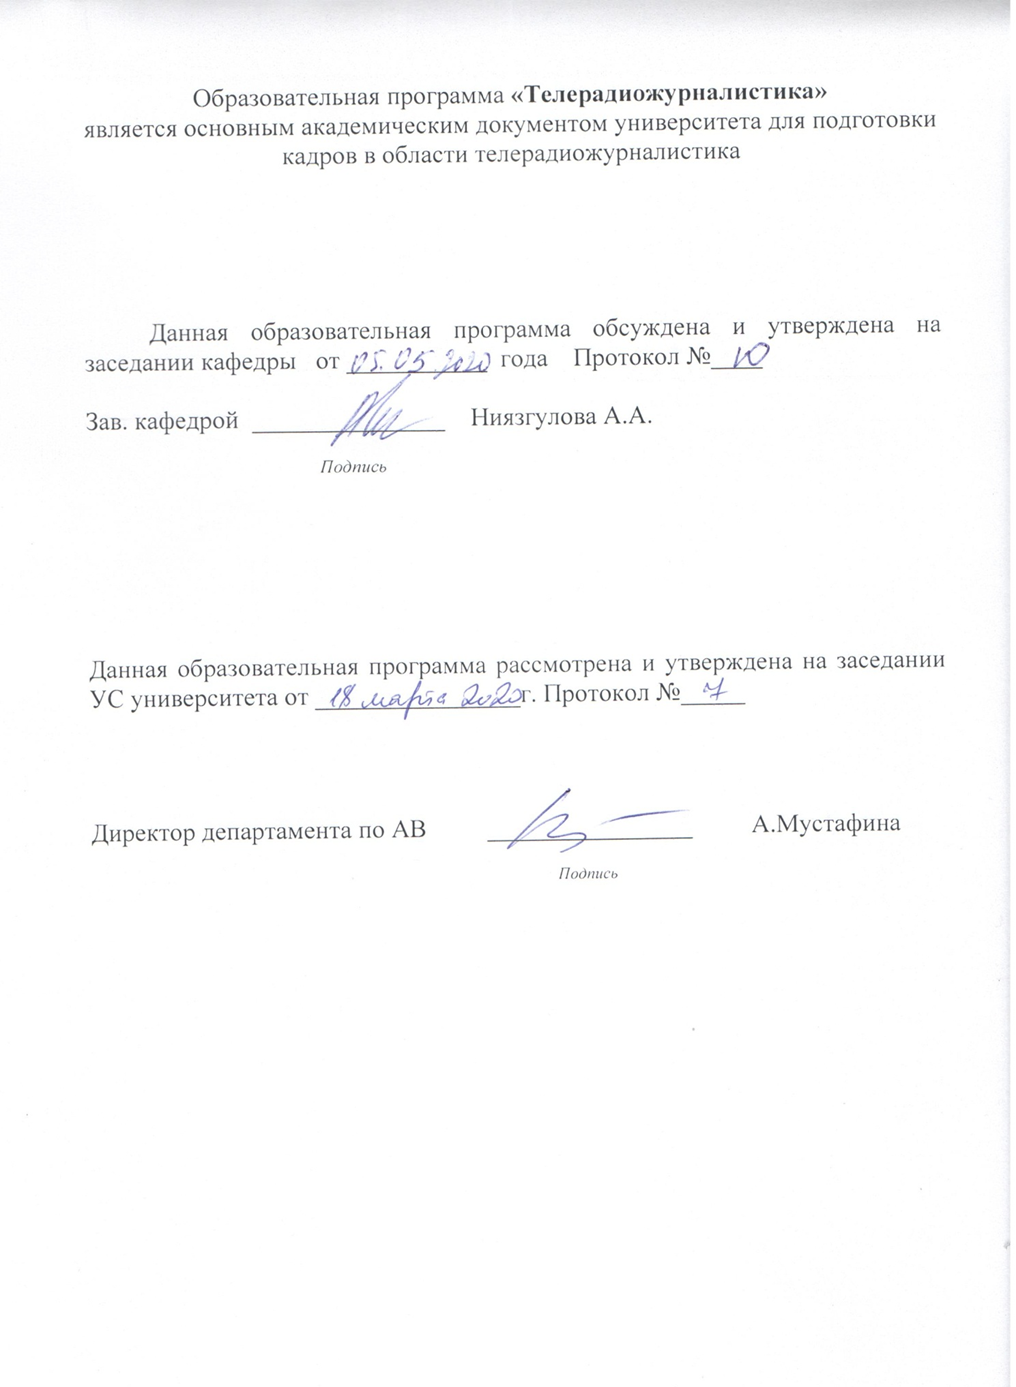 Образовательная программа «Телерадиожурналистика»
является основным академическим документом университета для подготовки
кадров в области телерадиожурналистика
Данная образовательная программа обсуждена и утверждена на
заседании кафедры от 05.05.2020 года Протокол № 10
Зав. кафедрой Ниязгулова А.А.
Подпись
Данная образовательная программа рассмотрена и утверждена на заседании
УС университета от 18 марта 2020г. Протокол № 7
Директор департамента по АВ А.Мустафина
Подпись